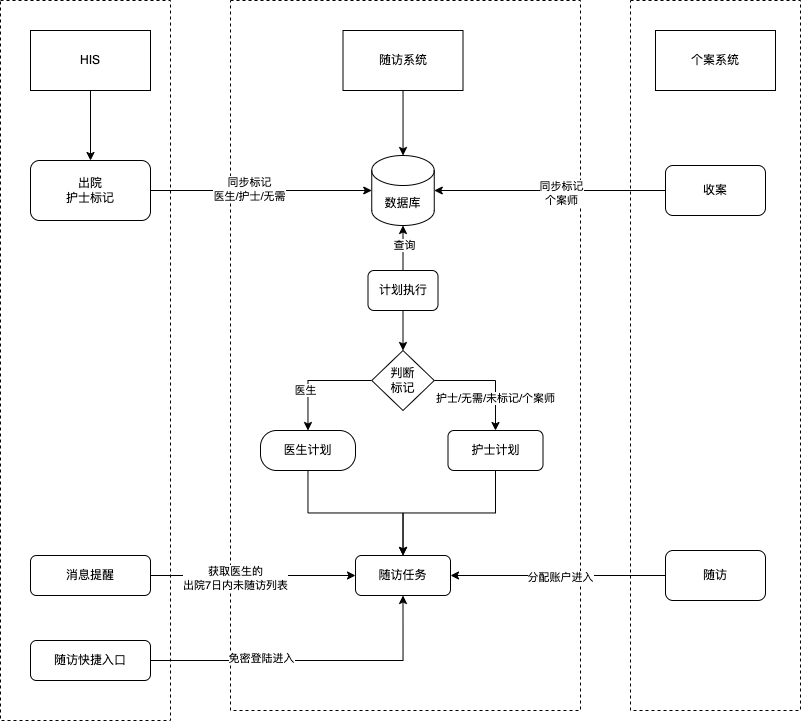 HIS
随访系统
个案系统
出院
护士标记
同步标记
医生/护士/无需
数据库
同步标记
个案师
收案
查询
计划执行
判断
标记
医生
护士/无需/未标记/个案师
医生计划
护士计划
消息提醒
获取医生的
出院7日内未随访列表
随访任务
分配账户进入
随访
随访快捷入口
免密登陆进入